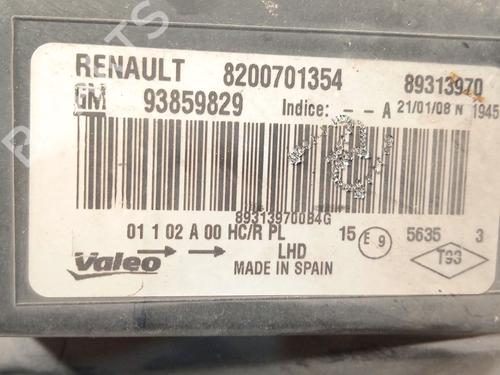 RENAULT 8200701354 89313970
GM 93859829 Indice: - - A 21/01/08 N 1945
89313970084G
01 1 02 A 00 HC/R PL 15 E 9 5635 3
Valeo LHD T93
MADE IN SPAIN